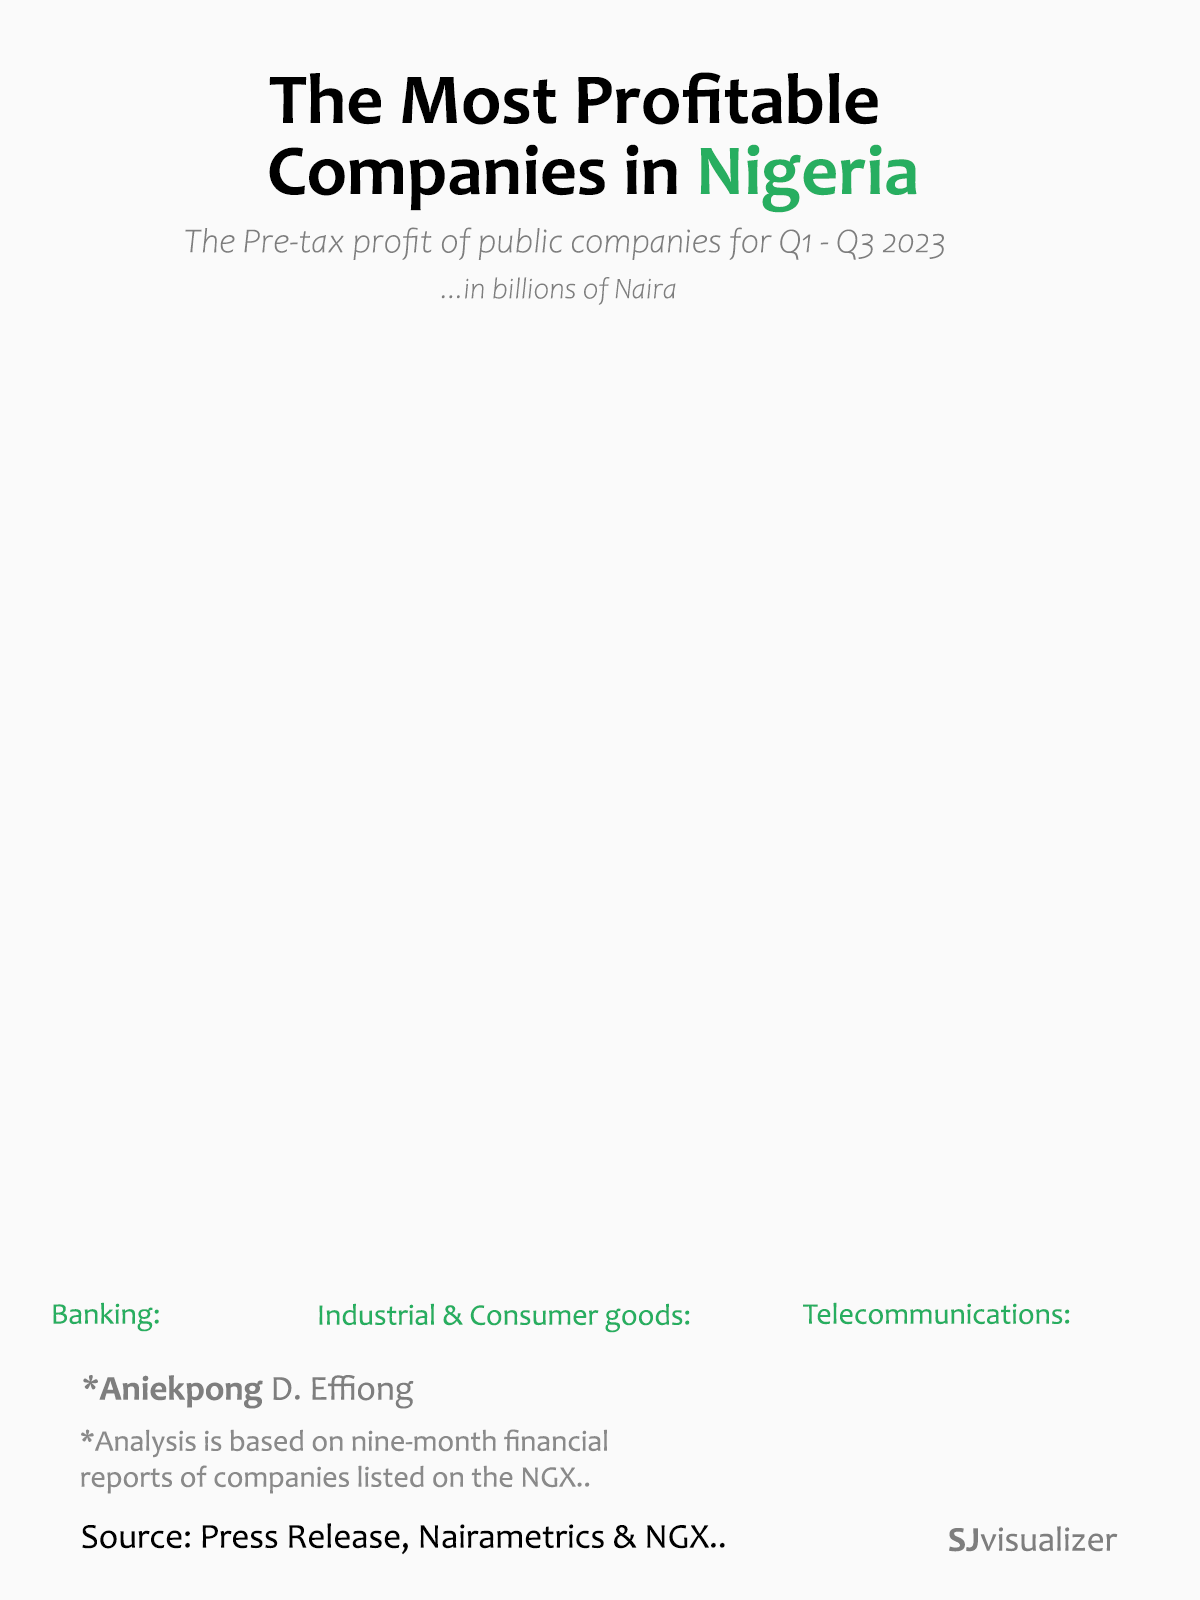 The Most Profitable
Companies in Nigeria
The Pre-tax profit of public companies for Q1 - Q3 2023
...in billions of Naira
Banking:
Industrial & Consumer goods:
Telecommunications:
*Aniekpong D. Effiong
*Analysis is based on nine-month financial
reports of companies listed on the NGX..
Source: Press Release, Nairametrics & NGX..
SJvisualizer